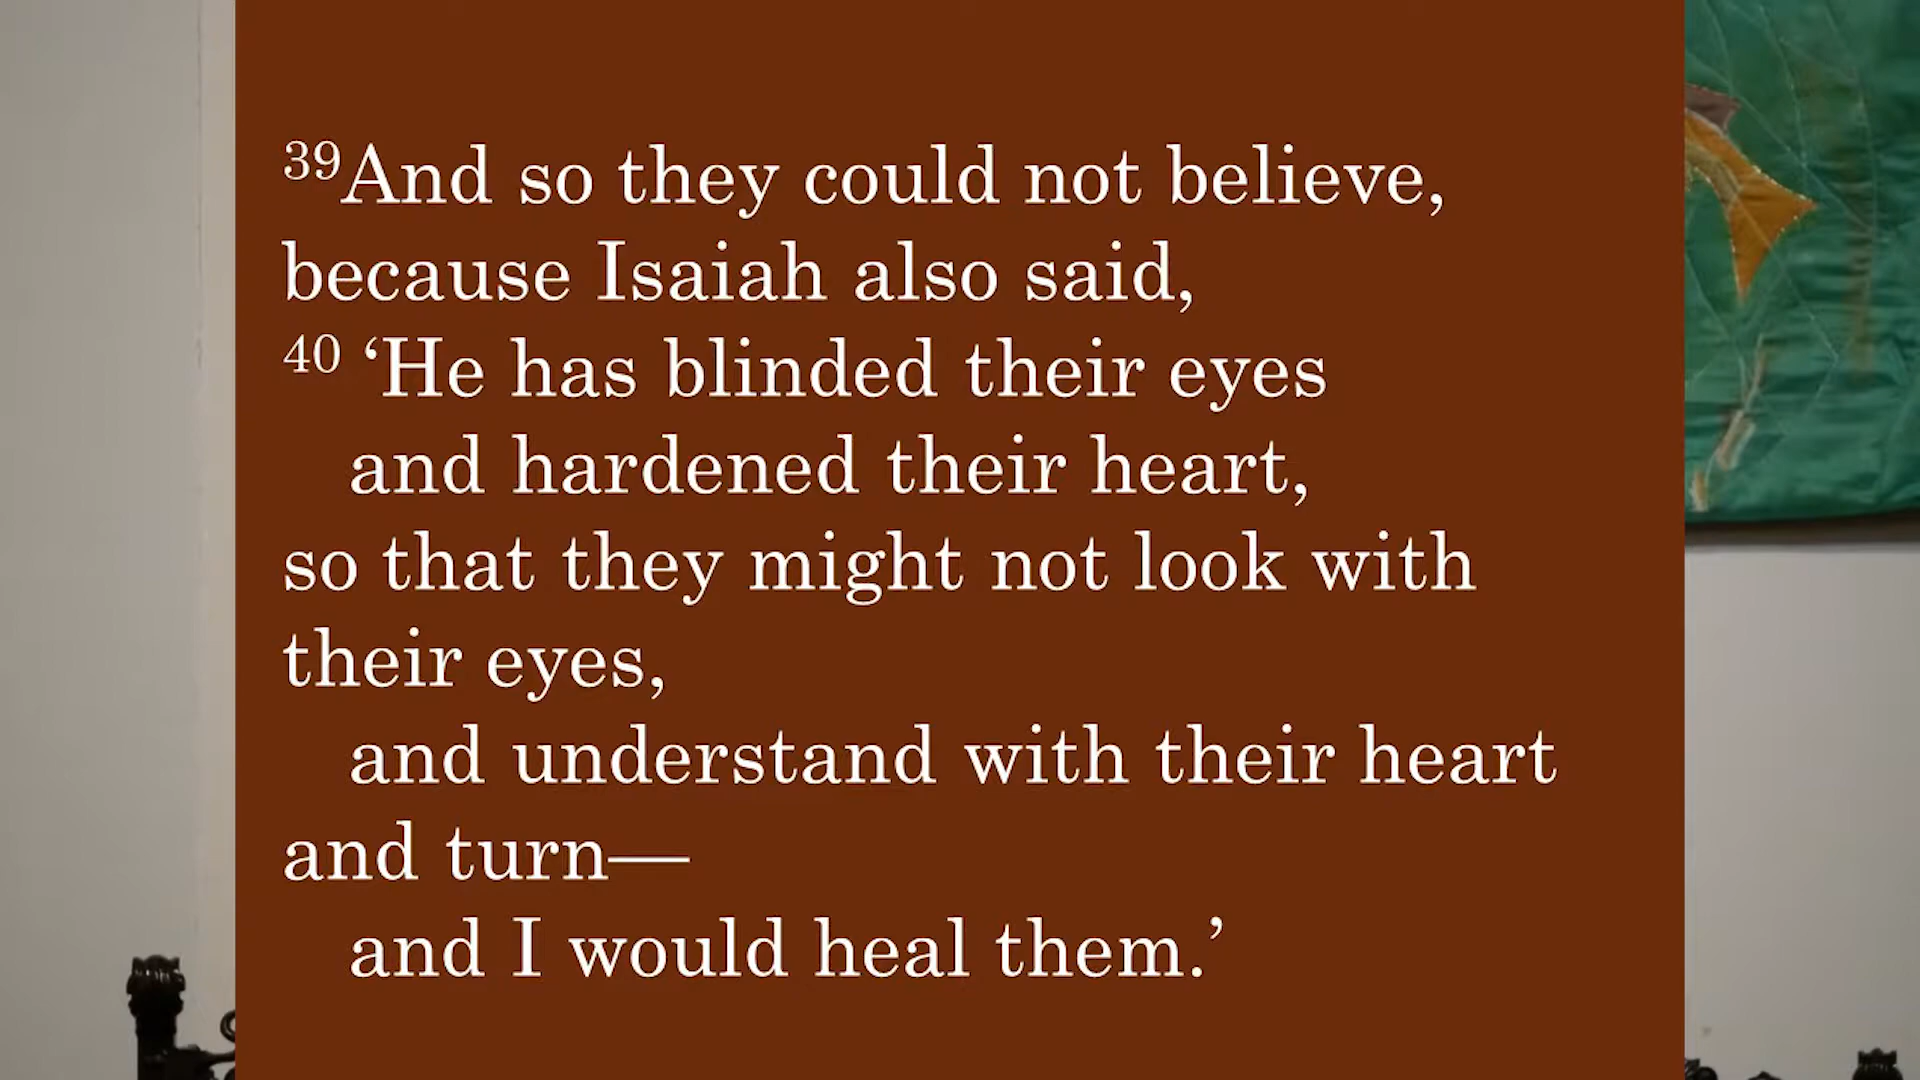 39And so they could not believe,
because Isaiah also said,
40 ‘He has blinded their eyes
and hardened their heart,
so that they might not look with
their eyes,
and understand with their heart
and turn—
and I would heal them.’